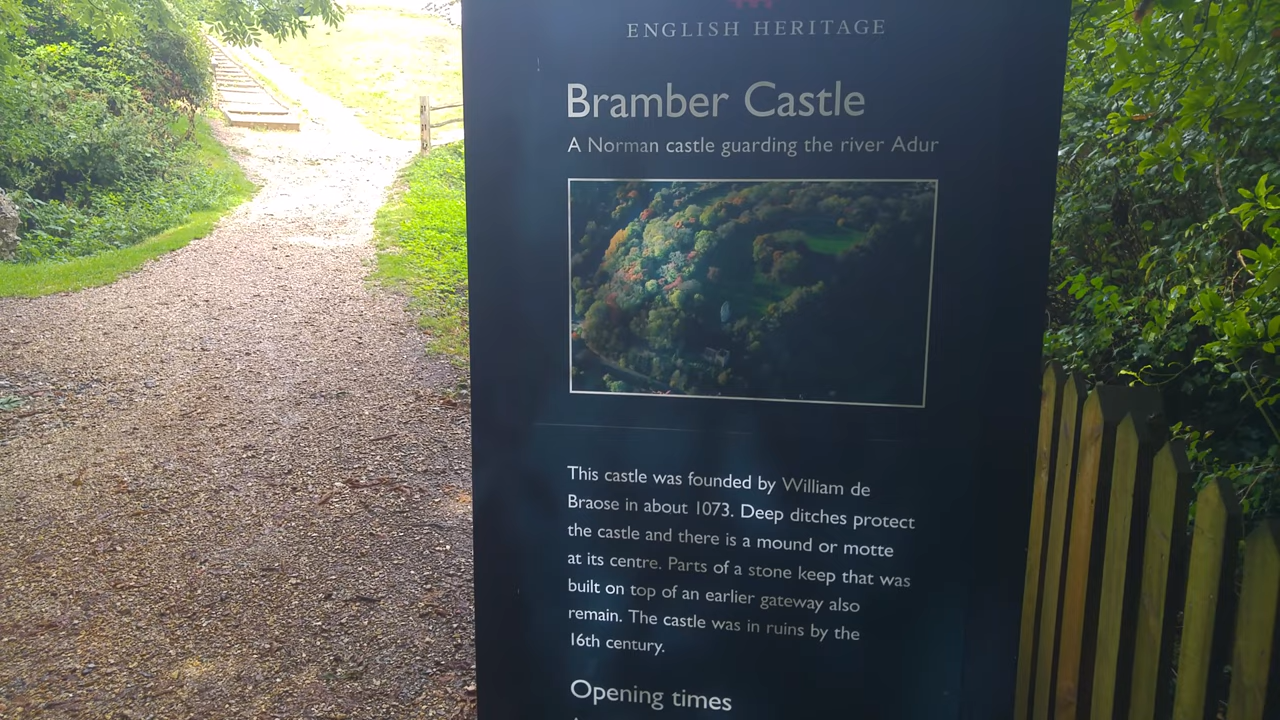 ENGLISH HERITAGE
Bramber Castle
A Norman castle guarding the river Adur
This castle was founded by William de
Braose in about 1073. Deep ditches protect
the castle and there is a mound or motte
at its centre. Parts of a stone keep that was
built on top of an earlier gateway also
remain. The castle was in ruins by the
16th century.
Opening times